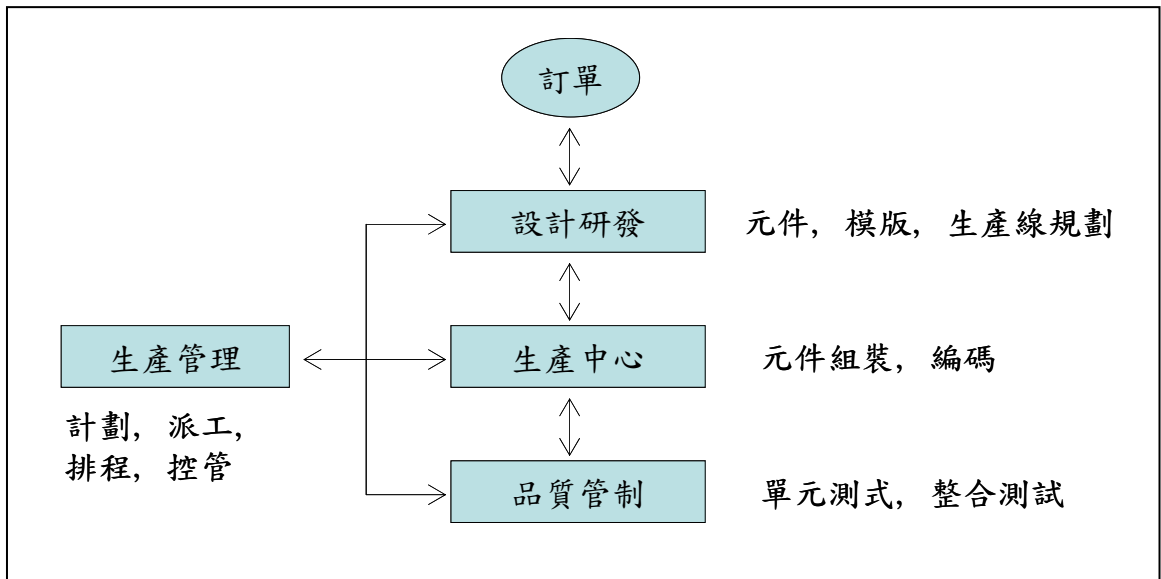 訂單
設計研發
元件, 模版, 生產線規劃
生產管理
生產中心
元件組裝, 編碼
計劃, 派工,
排程, 控管
品質管制
單元測式, 整合測試